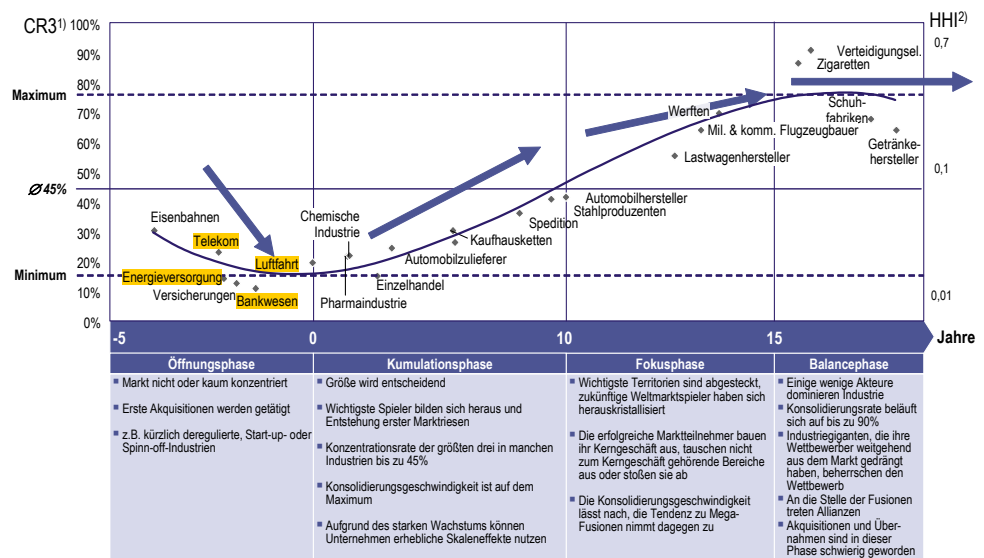 CR3¹⁾
HHI²⁾
100%
90%
80%
Maximum
70%
60%
50%
Ø 45%
40%
30%
20%
Minimum
10%
0%
0,7
0,1
0,01
Verteidigungsel.
Zigaretten
Schuh-
fabriken
Getränke-
hersteller
Werften
Mil. & komm. Flugzeugbauer
Lastwagenhersteller
Automobilhersteller
Stahlproduzenten
Spedition
Kaufhausketten
Automobilzulieferer
Einzelhandel
Chemische
Industrie
Pharmaindustrie
Eisenbahnen
Telekom
Luftfahrt
Energieversorgung
Versicherungen
Bankwesen
-5
0
10
15
Jahre
Öffnungsphase
Markt nicht oder kaum konzentriert
Erste Akquisitionen werden getätigt
z.B. kürzlich deregulierte, Start-up- oder
Spinn-off-Industrien
Kumulationsphase
Größe wird entscheidend
Wichtigste Spieler bilden sich heraus und
Entstehung erster Marktriesen
Konzentrationsrate der größten drei in manchen
Industrien bis zu 45%
Konsolidierungsgeschwindigkeit ist auf dem
Maximum
Aufgrund des starken Wachstums können
Unternehmen erhebliche Skaleneffekte nutzen
Fokusphase
Wichtigste Territorien sind abgesteckt,
zukünftige Weltmarktspieler haben sich
herauskristallisiert
Die erfolgreiche Marktteilnehmer bauen
ihr Kerngeschäft aus, tauschen nicht
zum Kerngeschäft gehörende Bereiche
aus oder stoßen sie ab
Die Konsolidierungsgeschwindigkeit
lässt nach, die Tendenz zu Mega-
Fusionen nimmt dagegen zu
Balancephase
Einige wenige Akteure
dominieren Industrie
Konsolidierungsrate beläuft
sich auf bis zu 90%
Industriegiganten, die ihre
Wettbewerber weitgehend
aus dem Markt gedrängt
haben, beherrschen den
Wettbewerb
An die Stelle der Fusionen
treten Allianzen
Akquisitionen und Über-
nahmen sind in dieser
Phase schwierig geworden